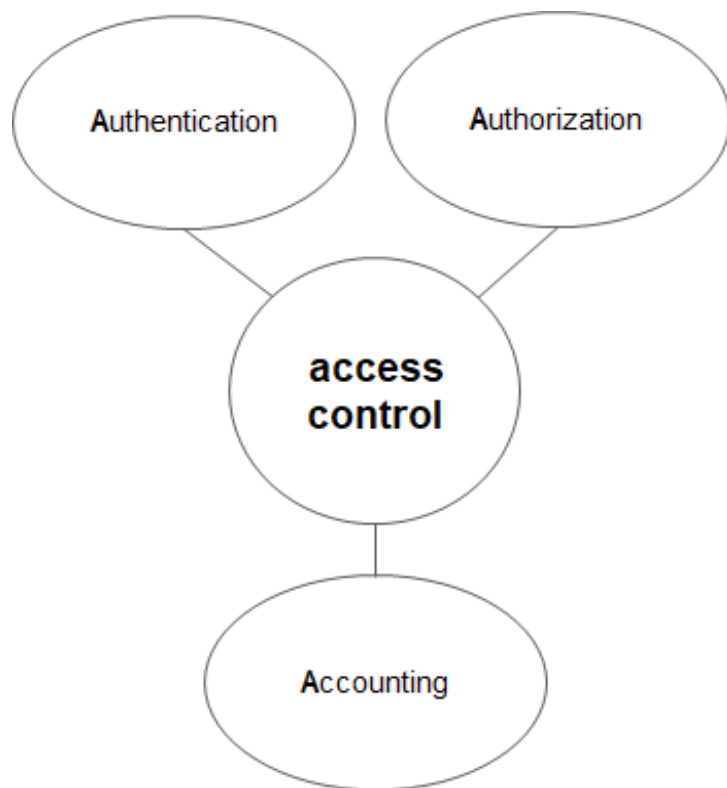 Authentication
Authorization
access
control
Accounting